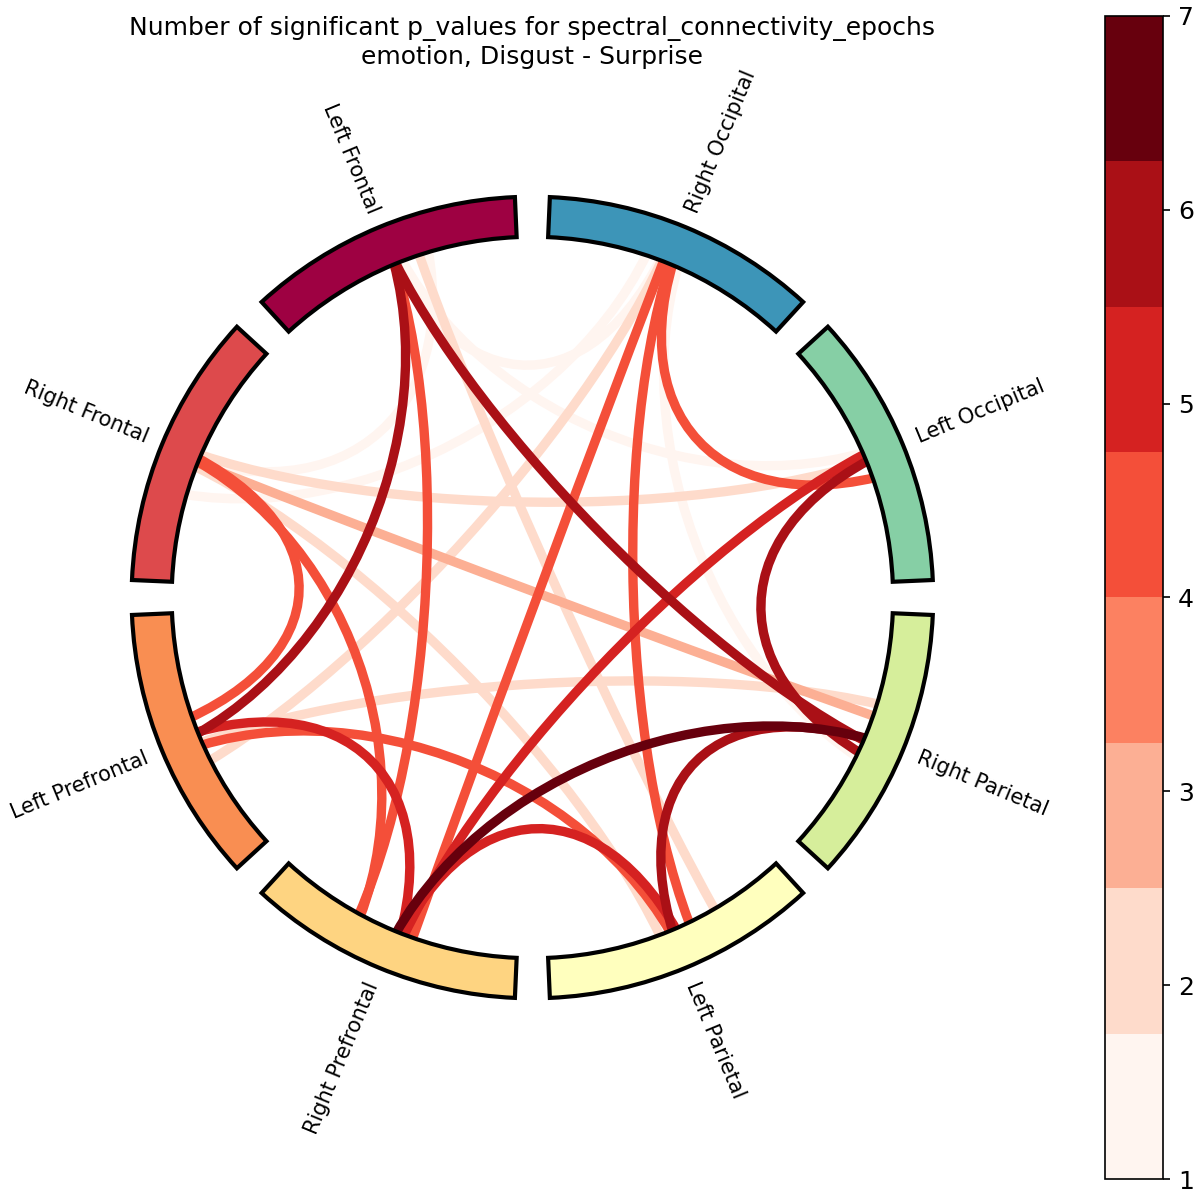 Number of significant p_values for spectral_connectivity_epochs
emotion, Disgust - Surprise
Left Frontal
Right Occipital
Right Frontal
Left Occipital
Left Prefrontal
Right Parietal
Right Prefrontal
Left Parietal
7
6
5
4
3
2
1